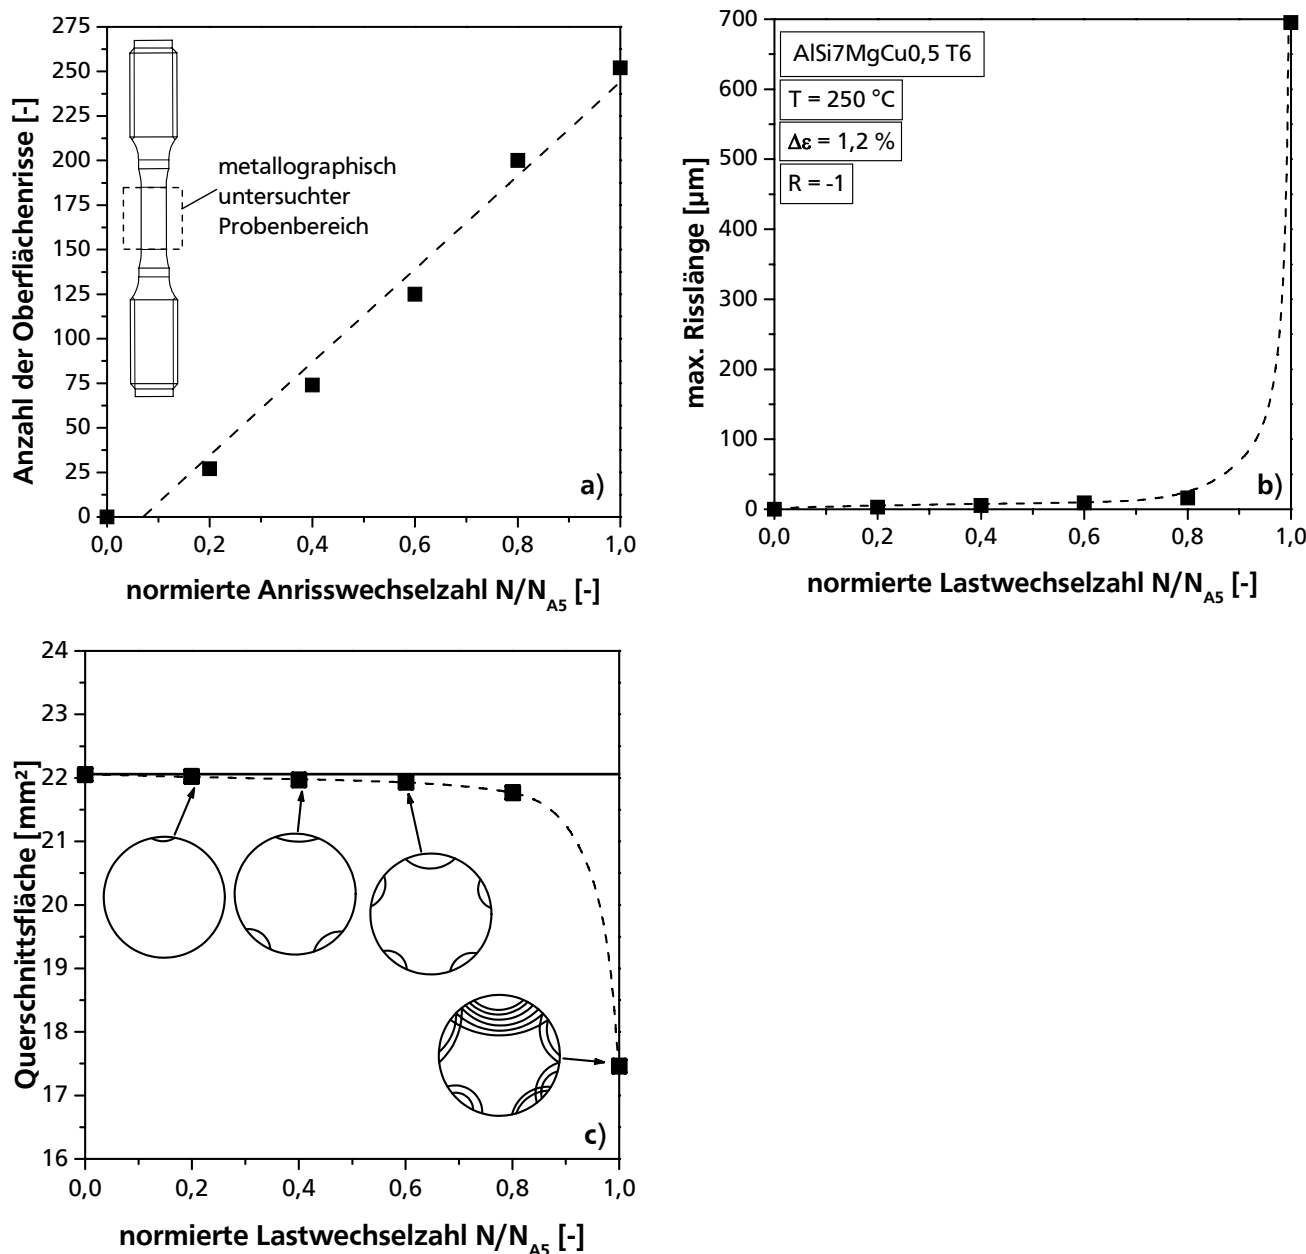 275
250
225
200
175
150
125
100
75
50
25
0
Anzahl der Oberflächenrisse [-]
metallographisch
untersuchter
Probenbereich
a)
0,0 0,2 0,4 0,6 0,8 1,0
normierte Anrisswechselzahl N/N_A5 [-]
700
600
500
400
300
200
100
0
max. Risslänge [µm]
AlSi7MgCu0,5 T6
T = 250 °C
Δε = 1,2 %
R = -1
b)
0,0 0,2 0,4 0,6 0,8 1,0
normierte Lastwechselzahl N/N_A5 [-]
24
23
22
21
20
19
18
17
16
Querschnittsfläche [mm²]
c)
0,0 0,2 0,4 0,6 0,8 1,0
normierte Lastwechselzahl N/N_A5 [-]